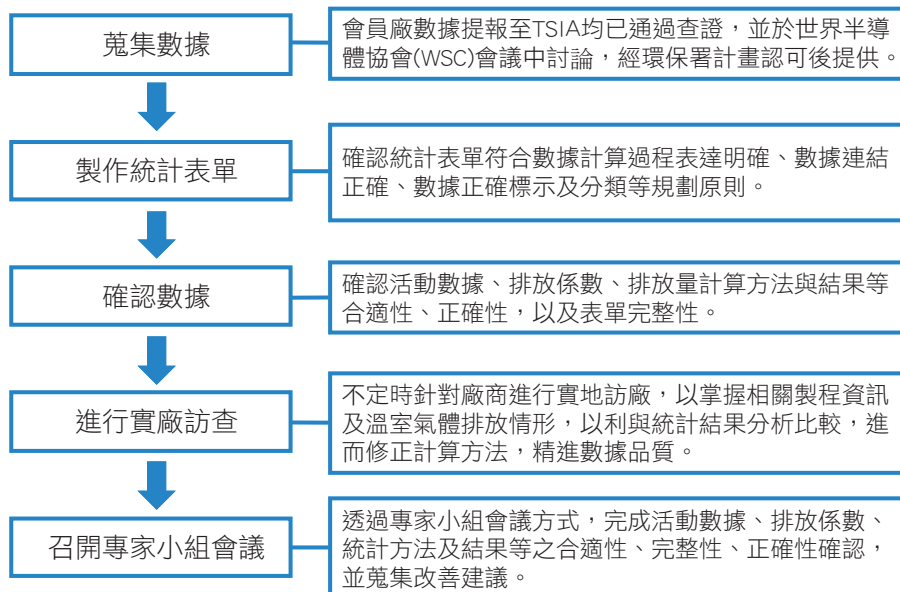 蒐集數據
會員廠數據提報至TSIA均已通過查證，並於世界半導
體協會(WSC)會議中討論，經環保署計畫認可後提供。
製作統計表單
確認統計表單符合數據計算過程表達明確、數據連結
正確、數據正確標示及分類等規劃原則。
確認數據
確認活動數據、排放係數、排放量計算方法與結果等
合適性、正確性，以及表單完整性。
進行實廠訪查
不定時針對廠商進行實地訪廠，以掌握相關製程資訊
及溫室氣體排放情形，以利與統計結果分析比較，進
而修正計算方法，精進數據品質。
召開專家小組會議
透過專家小組會議方式，完成活動數據、排放係數、
統計方法及結果等之合適性、完整性、正確性確認，
並蒐集改善建議。